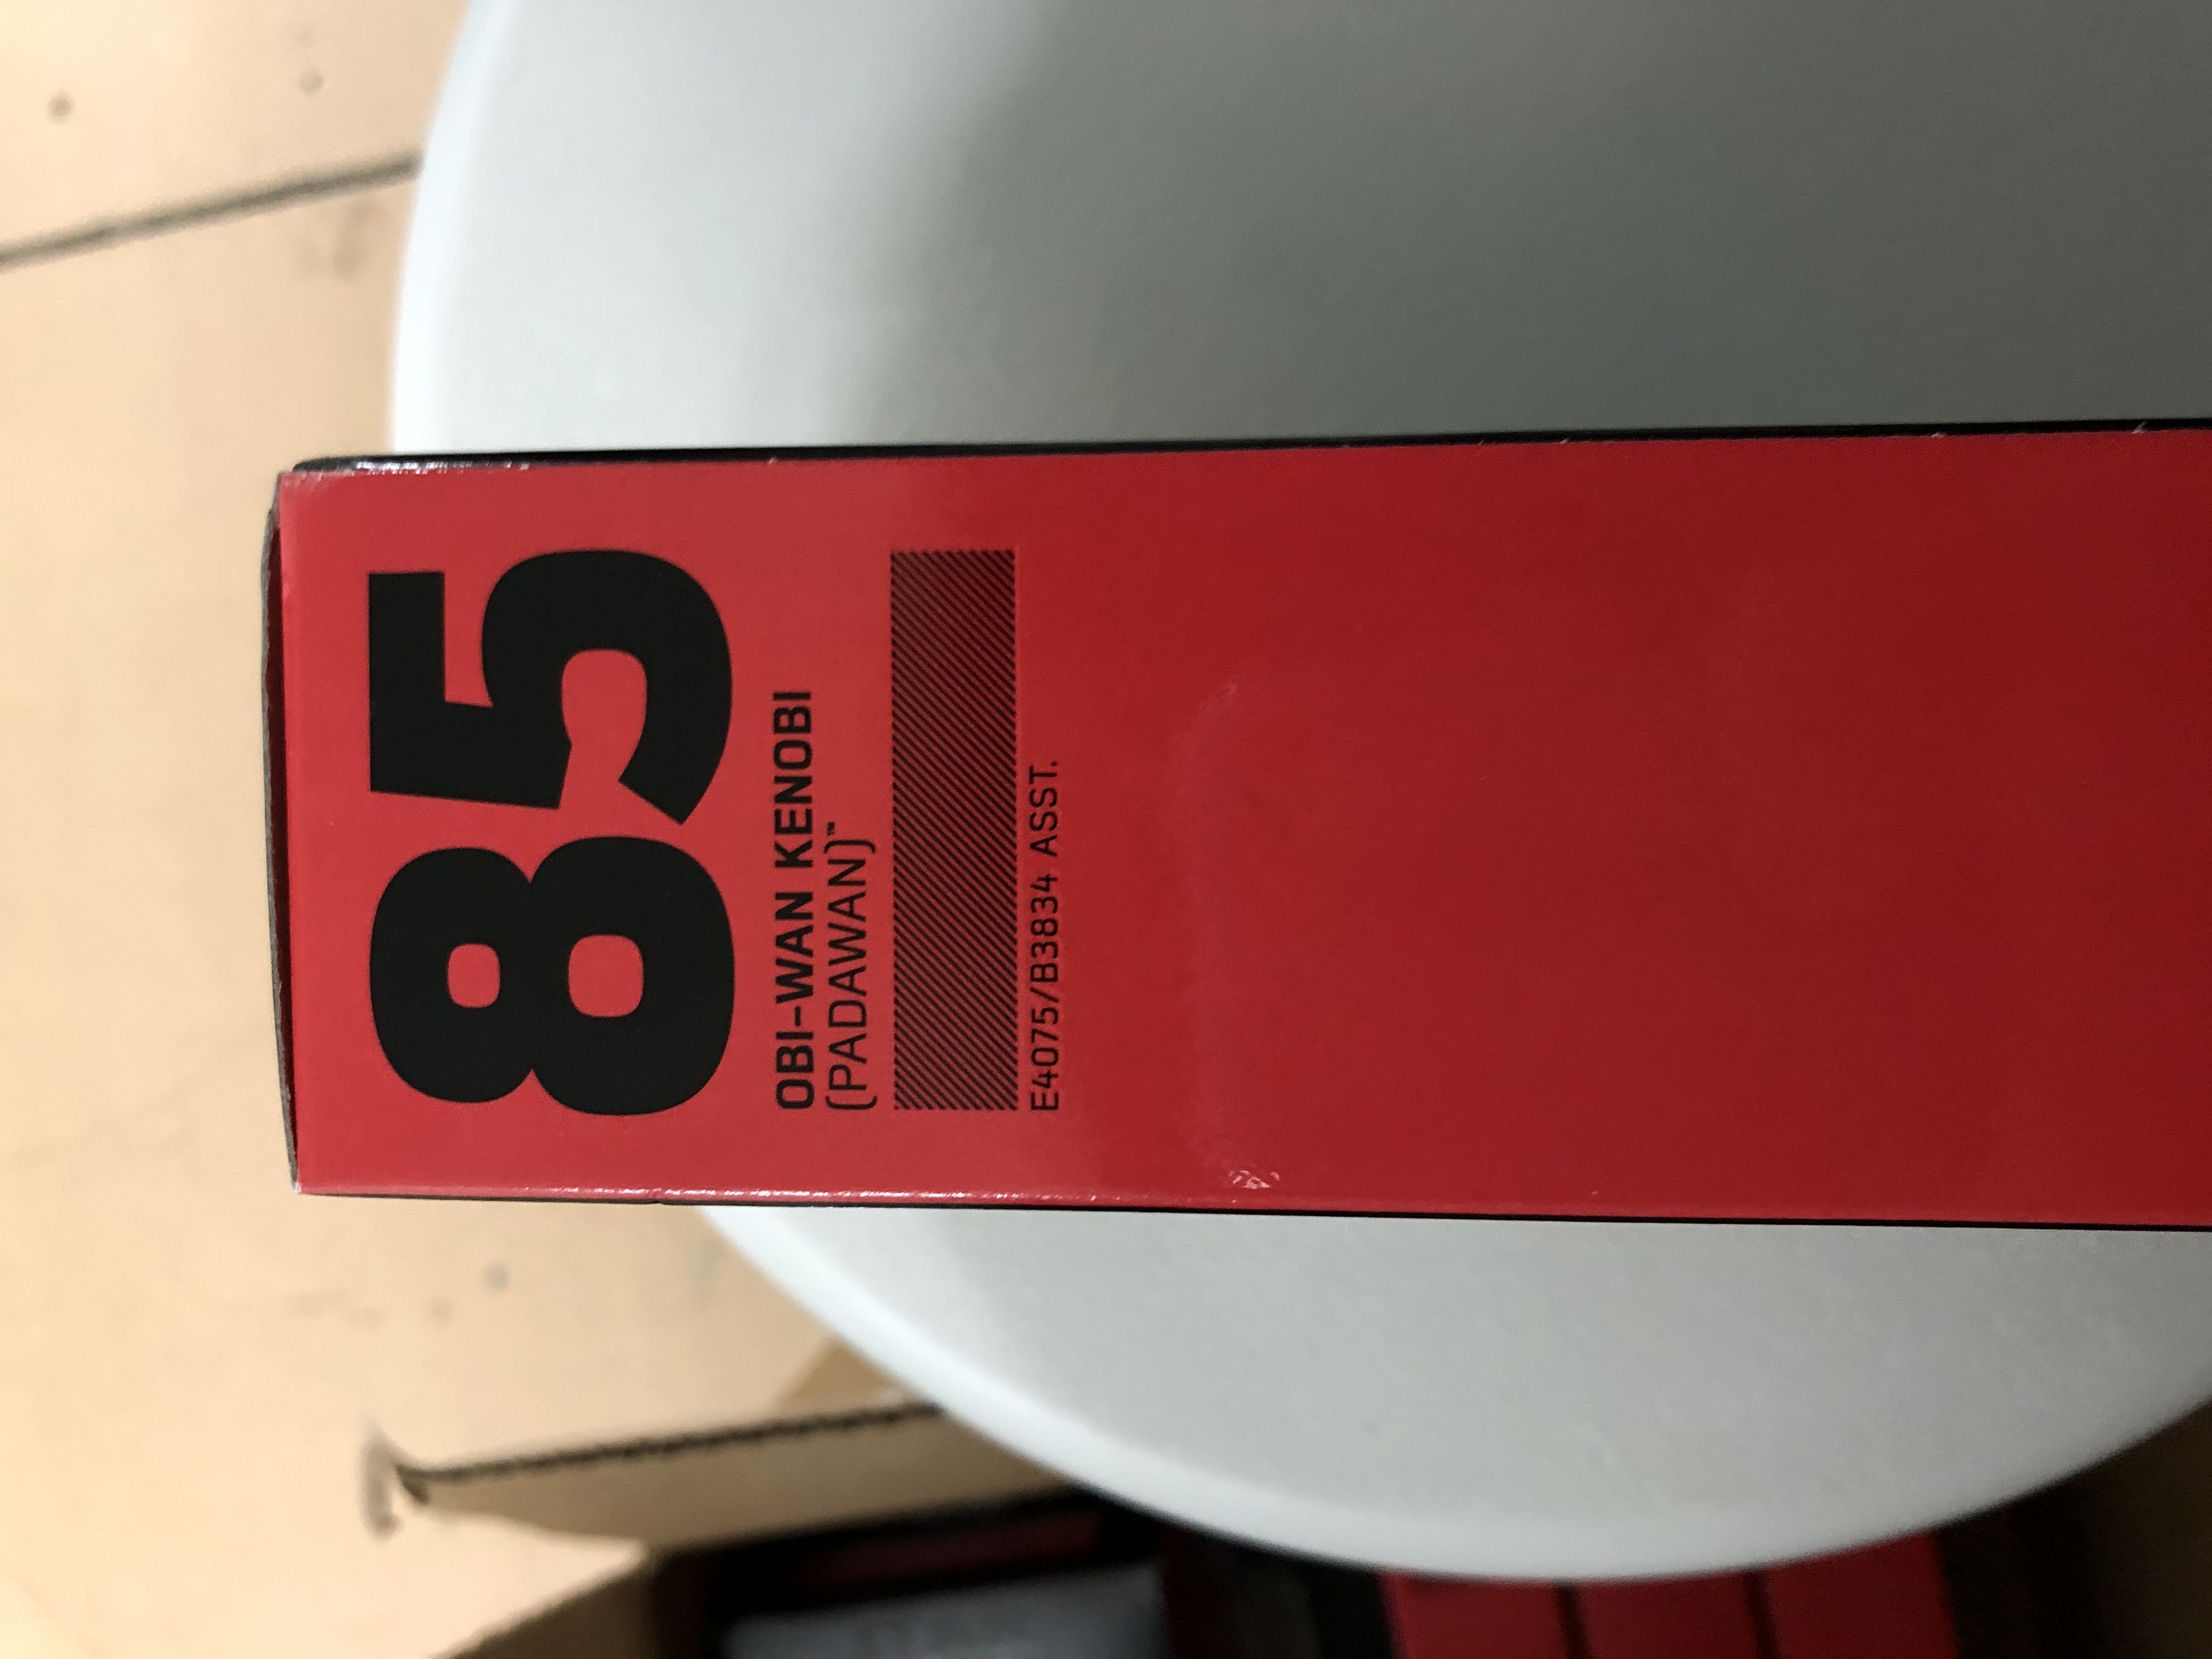 85
OBI-WAN KENOBI
(PADAWAN)™
E4075/B3834 ASST.